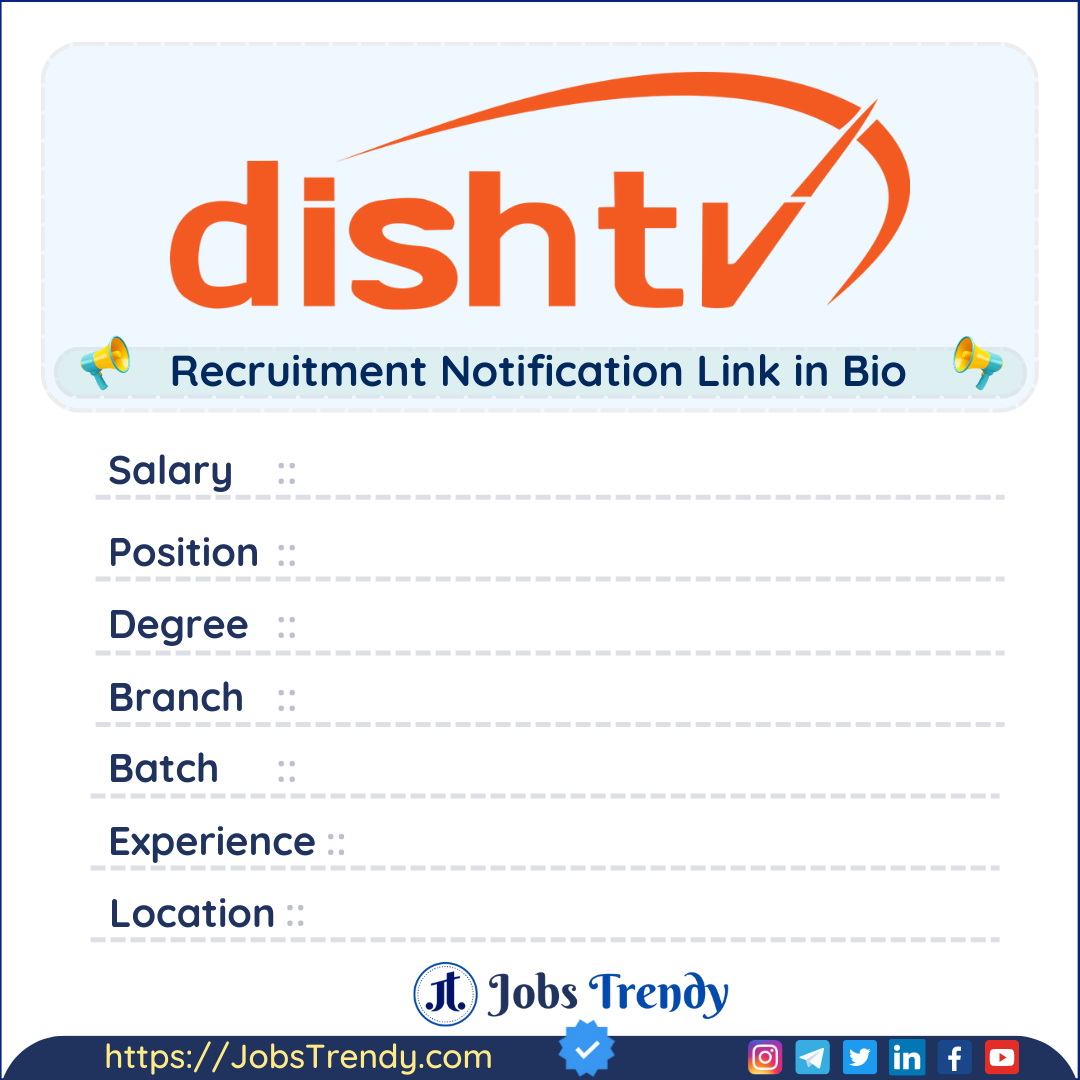 dishtv
Recruitment Notification Link in Bio
Salary ::
Position ::
Degree ::
Branch ::
Batch ::
Experience ::
Location ::
JT Jobs Trendy
https://JobsTrendy.com